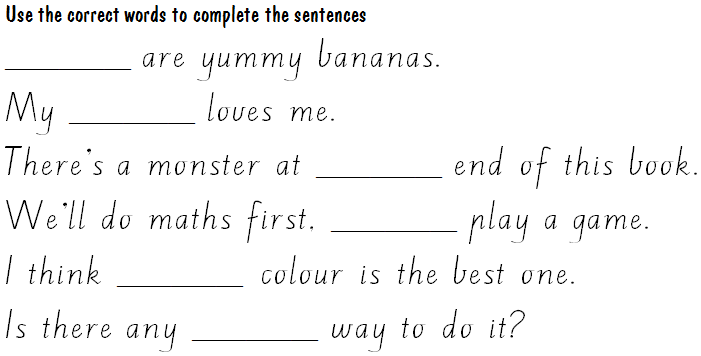 Use the correct words to complete the sentences
________ are yummy bananas.
My ________ loves me.
There's a monster at ________ end of this book.
We'll do maths first, ________ play a game.
I think ________ colour is the best one.
Is there any ________ way to do it?